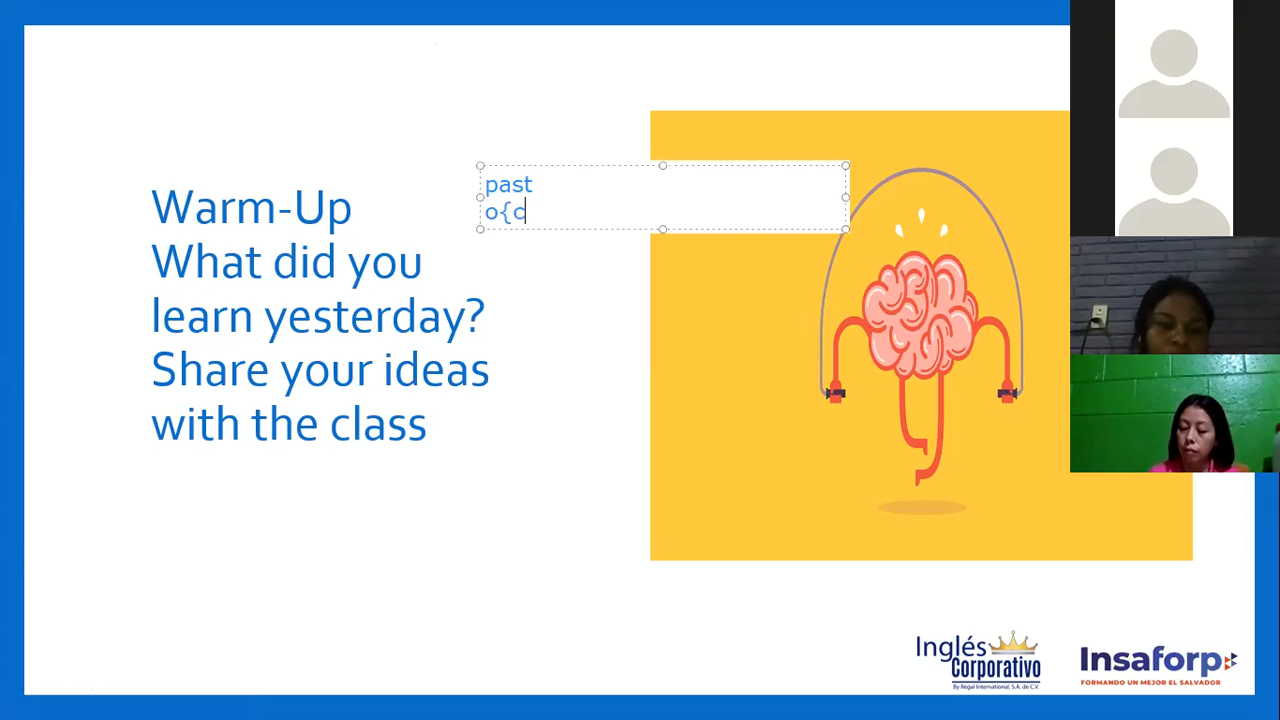 Warm-Up
What did you
learn yesterday?
Share your ideas
with the class
past
o{c
Inglés
Corporativo
By Regal International, S.A. de C.V.
Insaforp
FORMANDO UN MEJOR EL SALVADOR